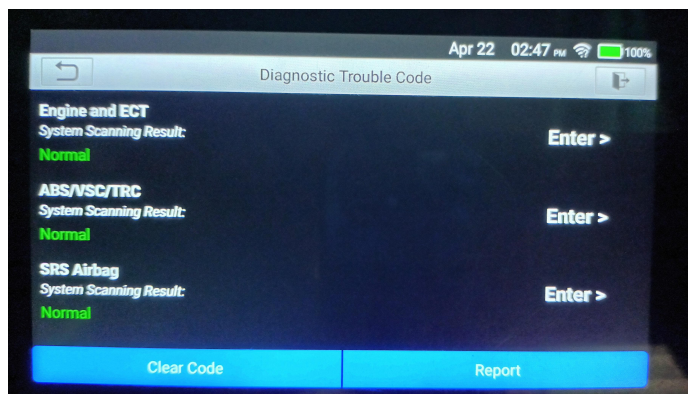 Apr 22 02:47 PM 100%
Diagnostic Trouble Code
Engine and ECT
System Scanning Result:
Normal
Enter >
ABS/VSC/TRC
System Scanning Result:
Normal
Enter >
SRS Airbag
System Scanning Result:
Normal
Enter >
Clear Code
Report